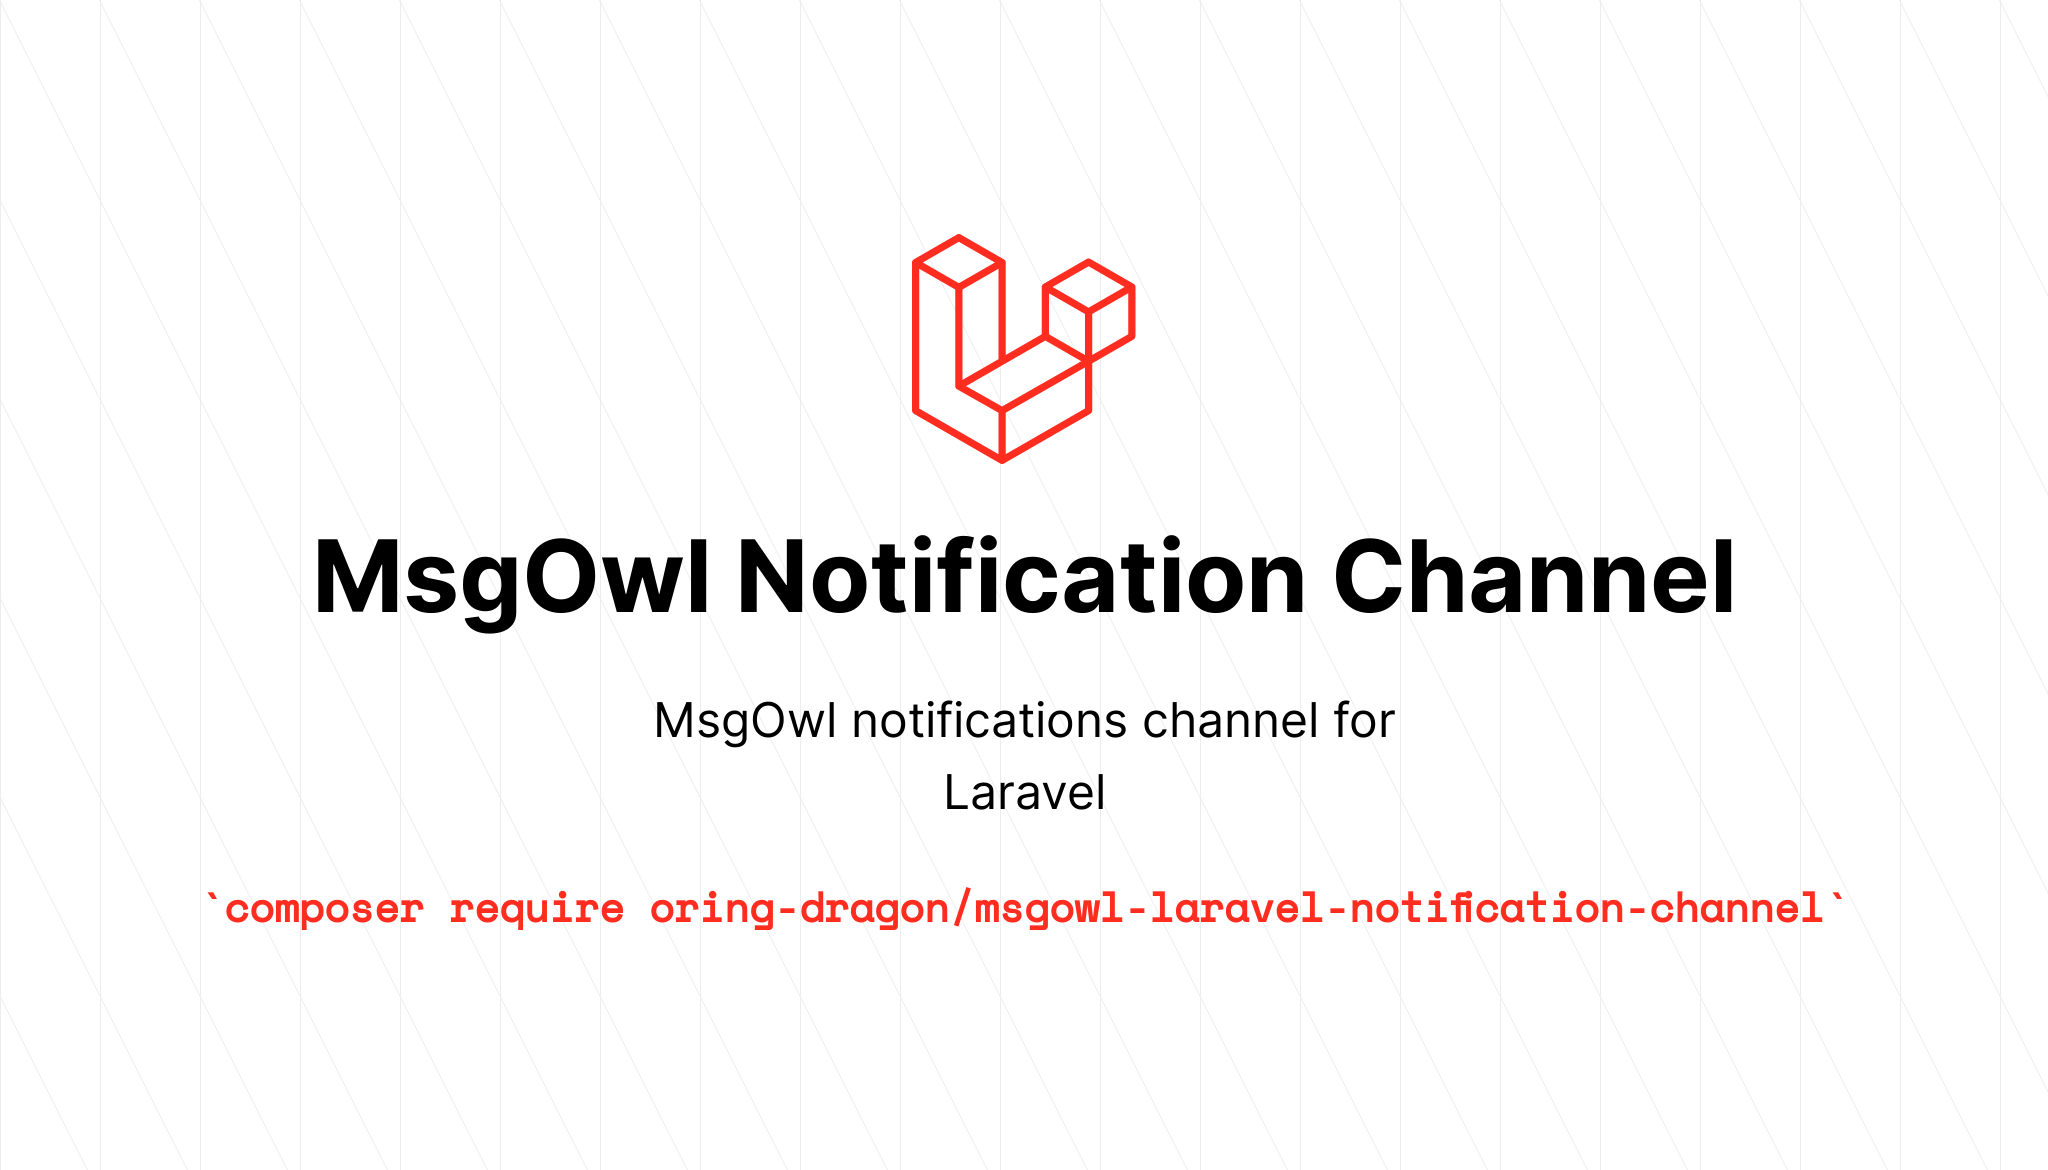 MsgOwl Notification Channel
MsgOwl notifications channel for
Laravel
`composer require oring-dragon/msgowl-laravel-notification-channel`